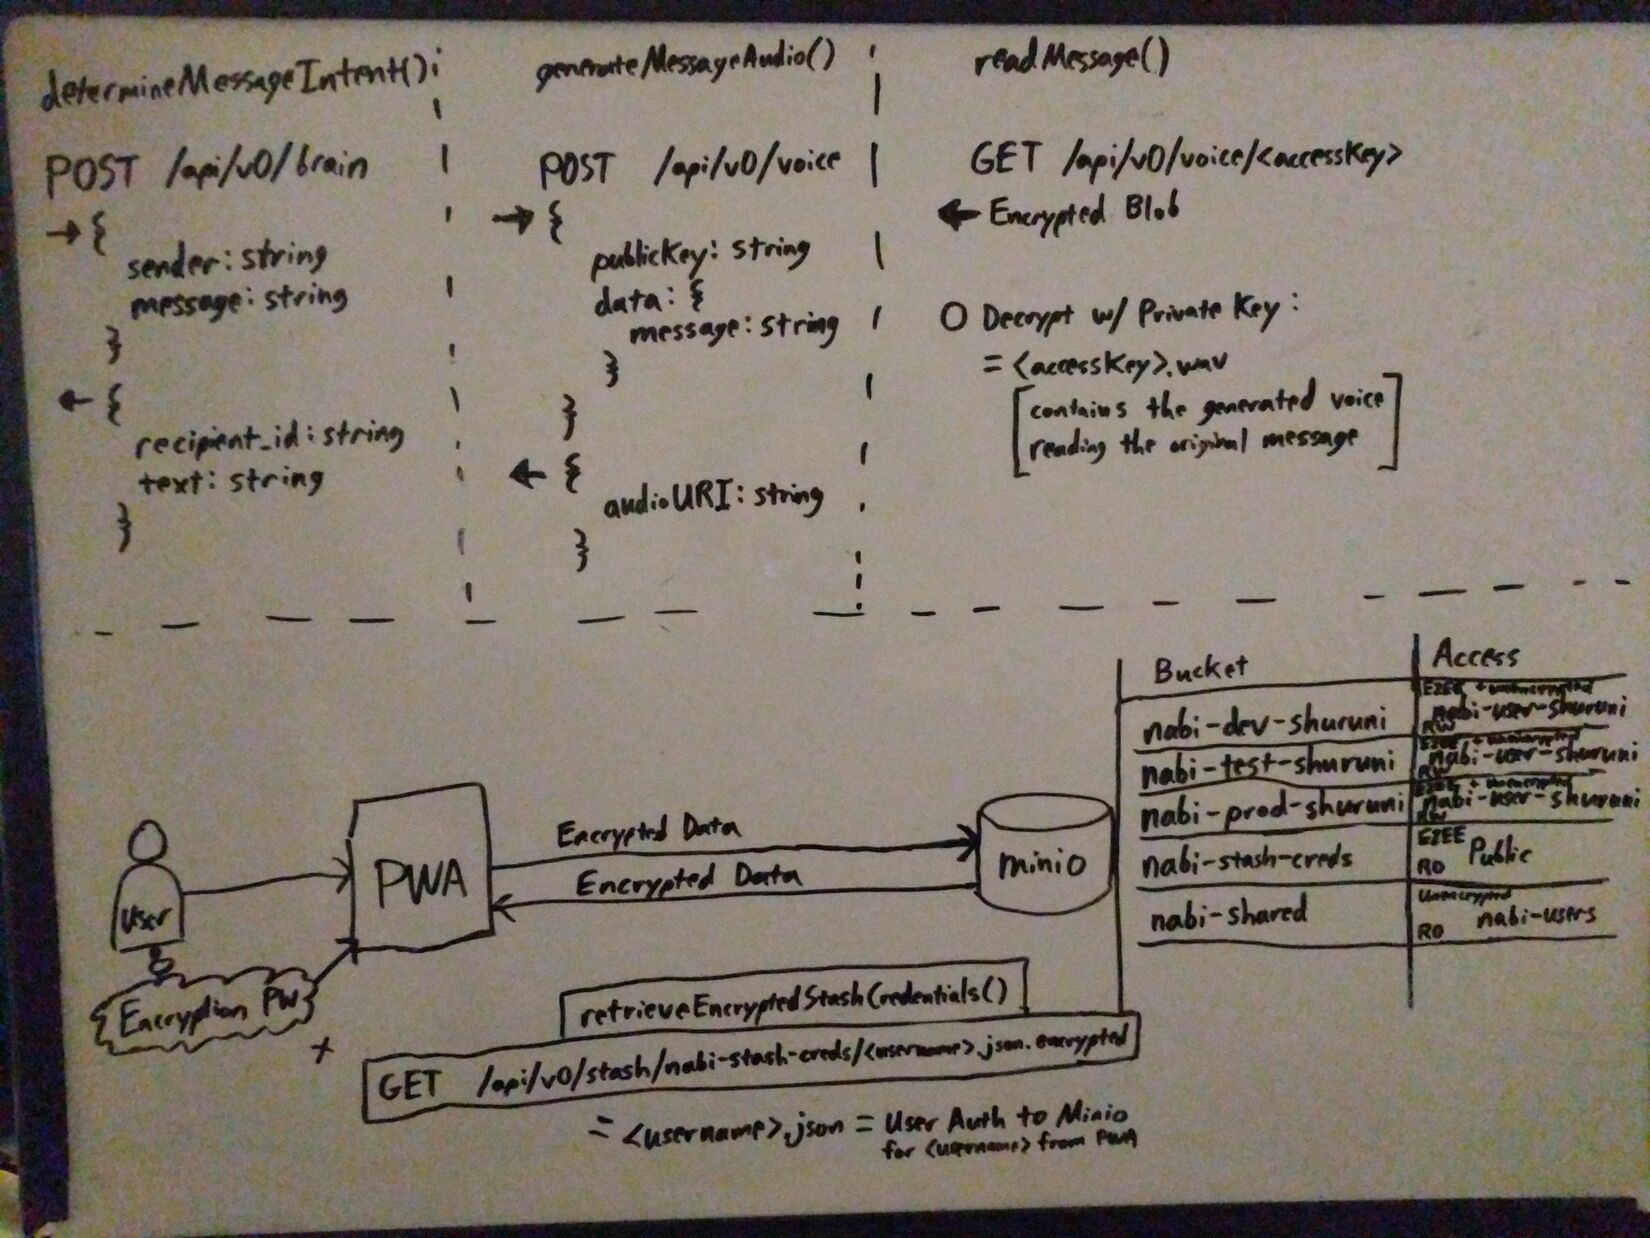 determineMessageIntent()
POST /api/v0/brain
→ {
sender: string
message: string
}
← {
recipient_id: string
text: string
}
generateMessageAudio()
POST /api/v0/voice
→ {
publicKey: string
data: {
message: string
}
}
← {
audioURI: string
}
readMessage()
GET /api/v0/voice/<accessKey>
← Encrypted Blob
O Decrypt w/ Private Key:
= <accessKey>.wav
[contains the generated voice
reading the original message]
User
Encryption PW
PWA
Encrypted Data
Encrypted Data
minio
Bucket
Access
nabi-dev-shuruni
E2EE + unencrypted
nabi-user-shuruni
RW
nabi-test-shuruni
E2EE + unencrypted
nabi-user-shuruni
RW
nabi-prod-shuruni
E2EE + unencrypted
nabi-user-shuruni
RW
nabi-stash-creds
E2EE
RO Public
nabi-shared
Unencrypted
RO nabi-users
+
retrieveEncryptedStashCredentials()
GET /api/v0/stash/nabi-stash-creds/<username>.json.encrypted
= <username>.json = User Auth to Minio
for <username> from PWA